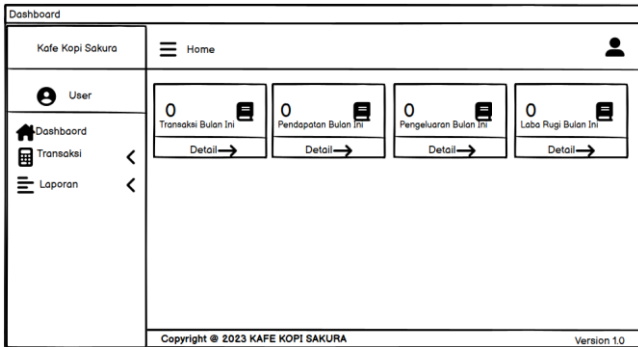 Dashboard
Kafe Kopi Sakura
Home
User
Dashbaord
Transaksi
Laporan
0
Transaksi Bulan Ini
Detail
0
Pendapatan Bulan Ini
Detail
0
Pengeluaran Bulan Ini
Detail
0
Laba Rugi Bulan Ini
Detail
Copyright @ 2023 KAFE KOPI SAKURA
Version 1.0